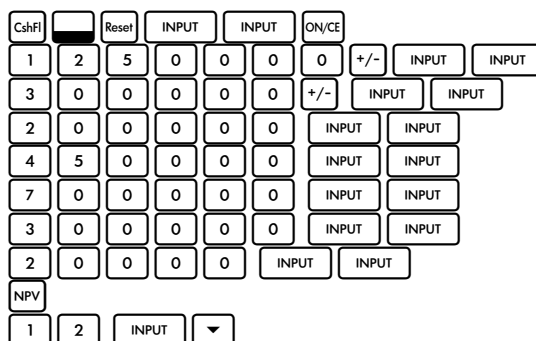 CshFl Reset INPUT INPUT ON/CE
1 2 5 0 0 0 0 +/- INPUT INPUT
3 0 0 0 0 0 +/- INPUT INPUT
2 0 0 0 0 0 INPUT INPUT
4 5 0 0 0 0 INPUT INPUT
7 0 0 0 0 0 INPUT INPUT
3 0 0 0 0 0 INPUT INPUT
2 0 0 0 0 INPUT INPUT
NPV
1 2 INPUT